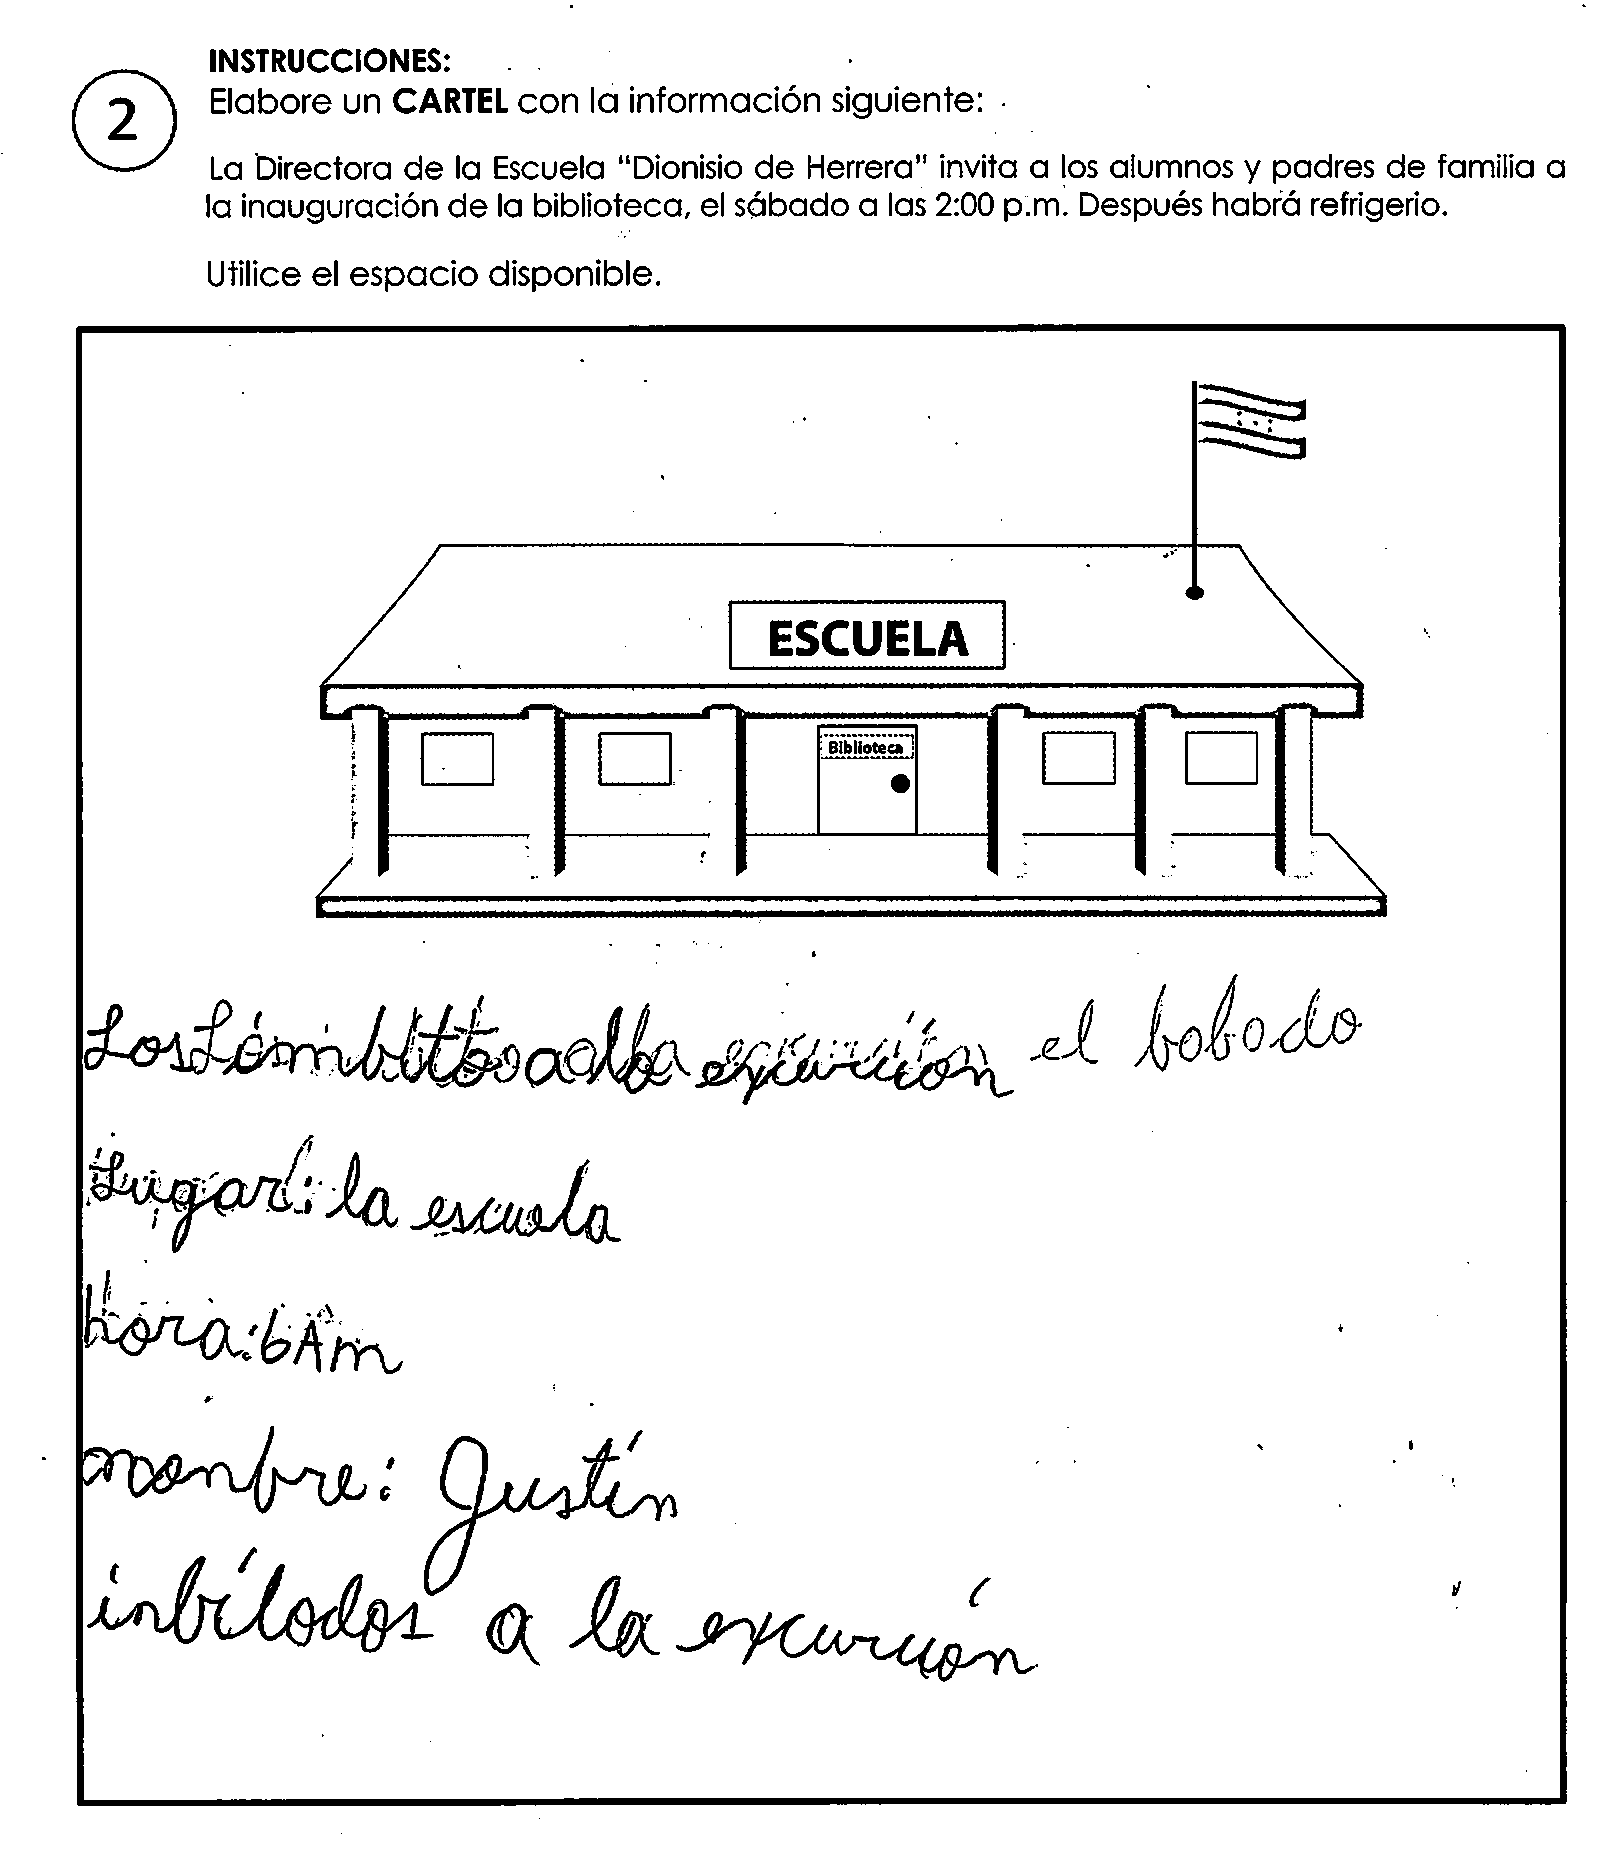 INSTRUCCIONES:
2
Elabore un CARTEL con la información siguiente:
La Directora de la Escuela "Dionisio de Herrera" invita a los alumnos y padres de familia a
la inauguración de la biblioteca, el sábado a las 2:00 p.m. Después habrá refrigerio.
Utilice el espacio disponible.
ESCUELA
Biblioteca
Los a la excurción el bobodo
Lugar: la escuela
hora: 6Am
nonbre: Justín
a la excurción